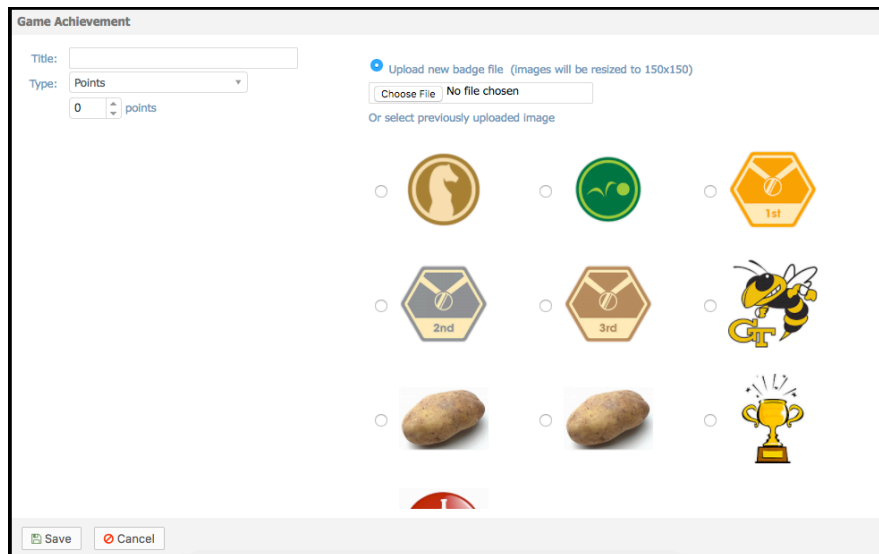 Game Achievement
Title:
Type: Points
0 points
Upload new badge file (images will be resized to 150x150)
Choose File No file chosen
Or select previously uploaded image
1st
2nd
3rd
GT
Save Cancel